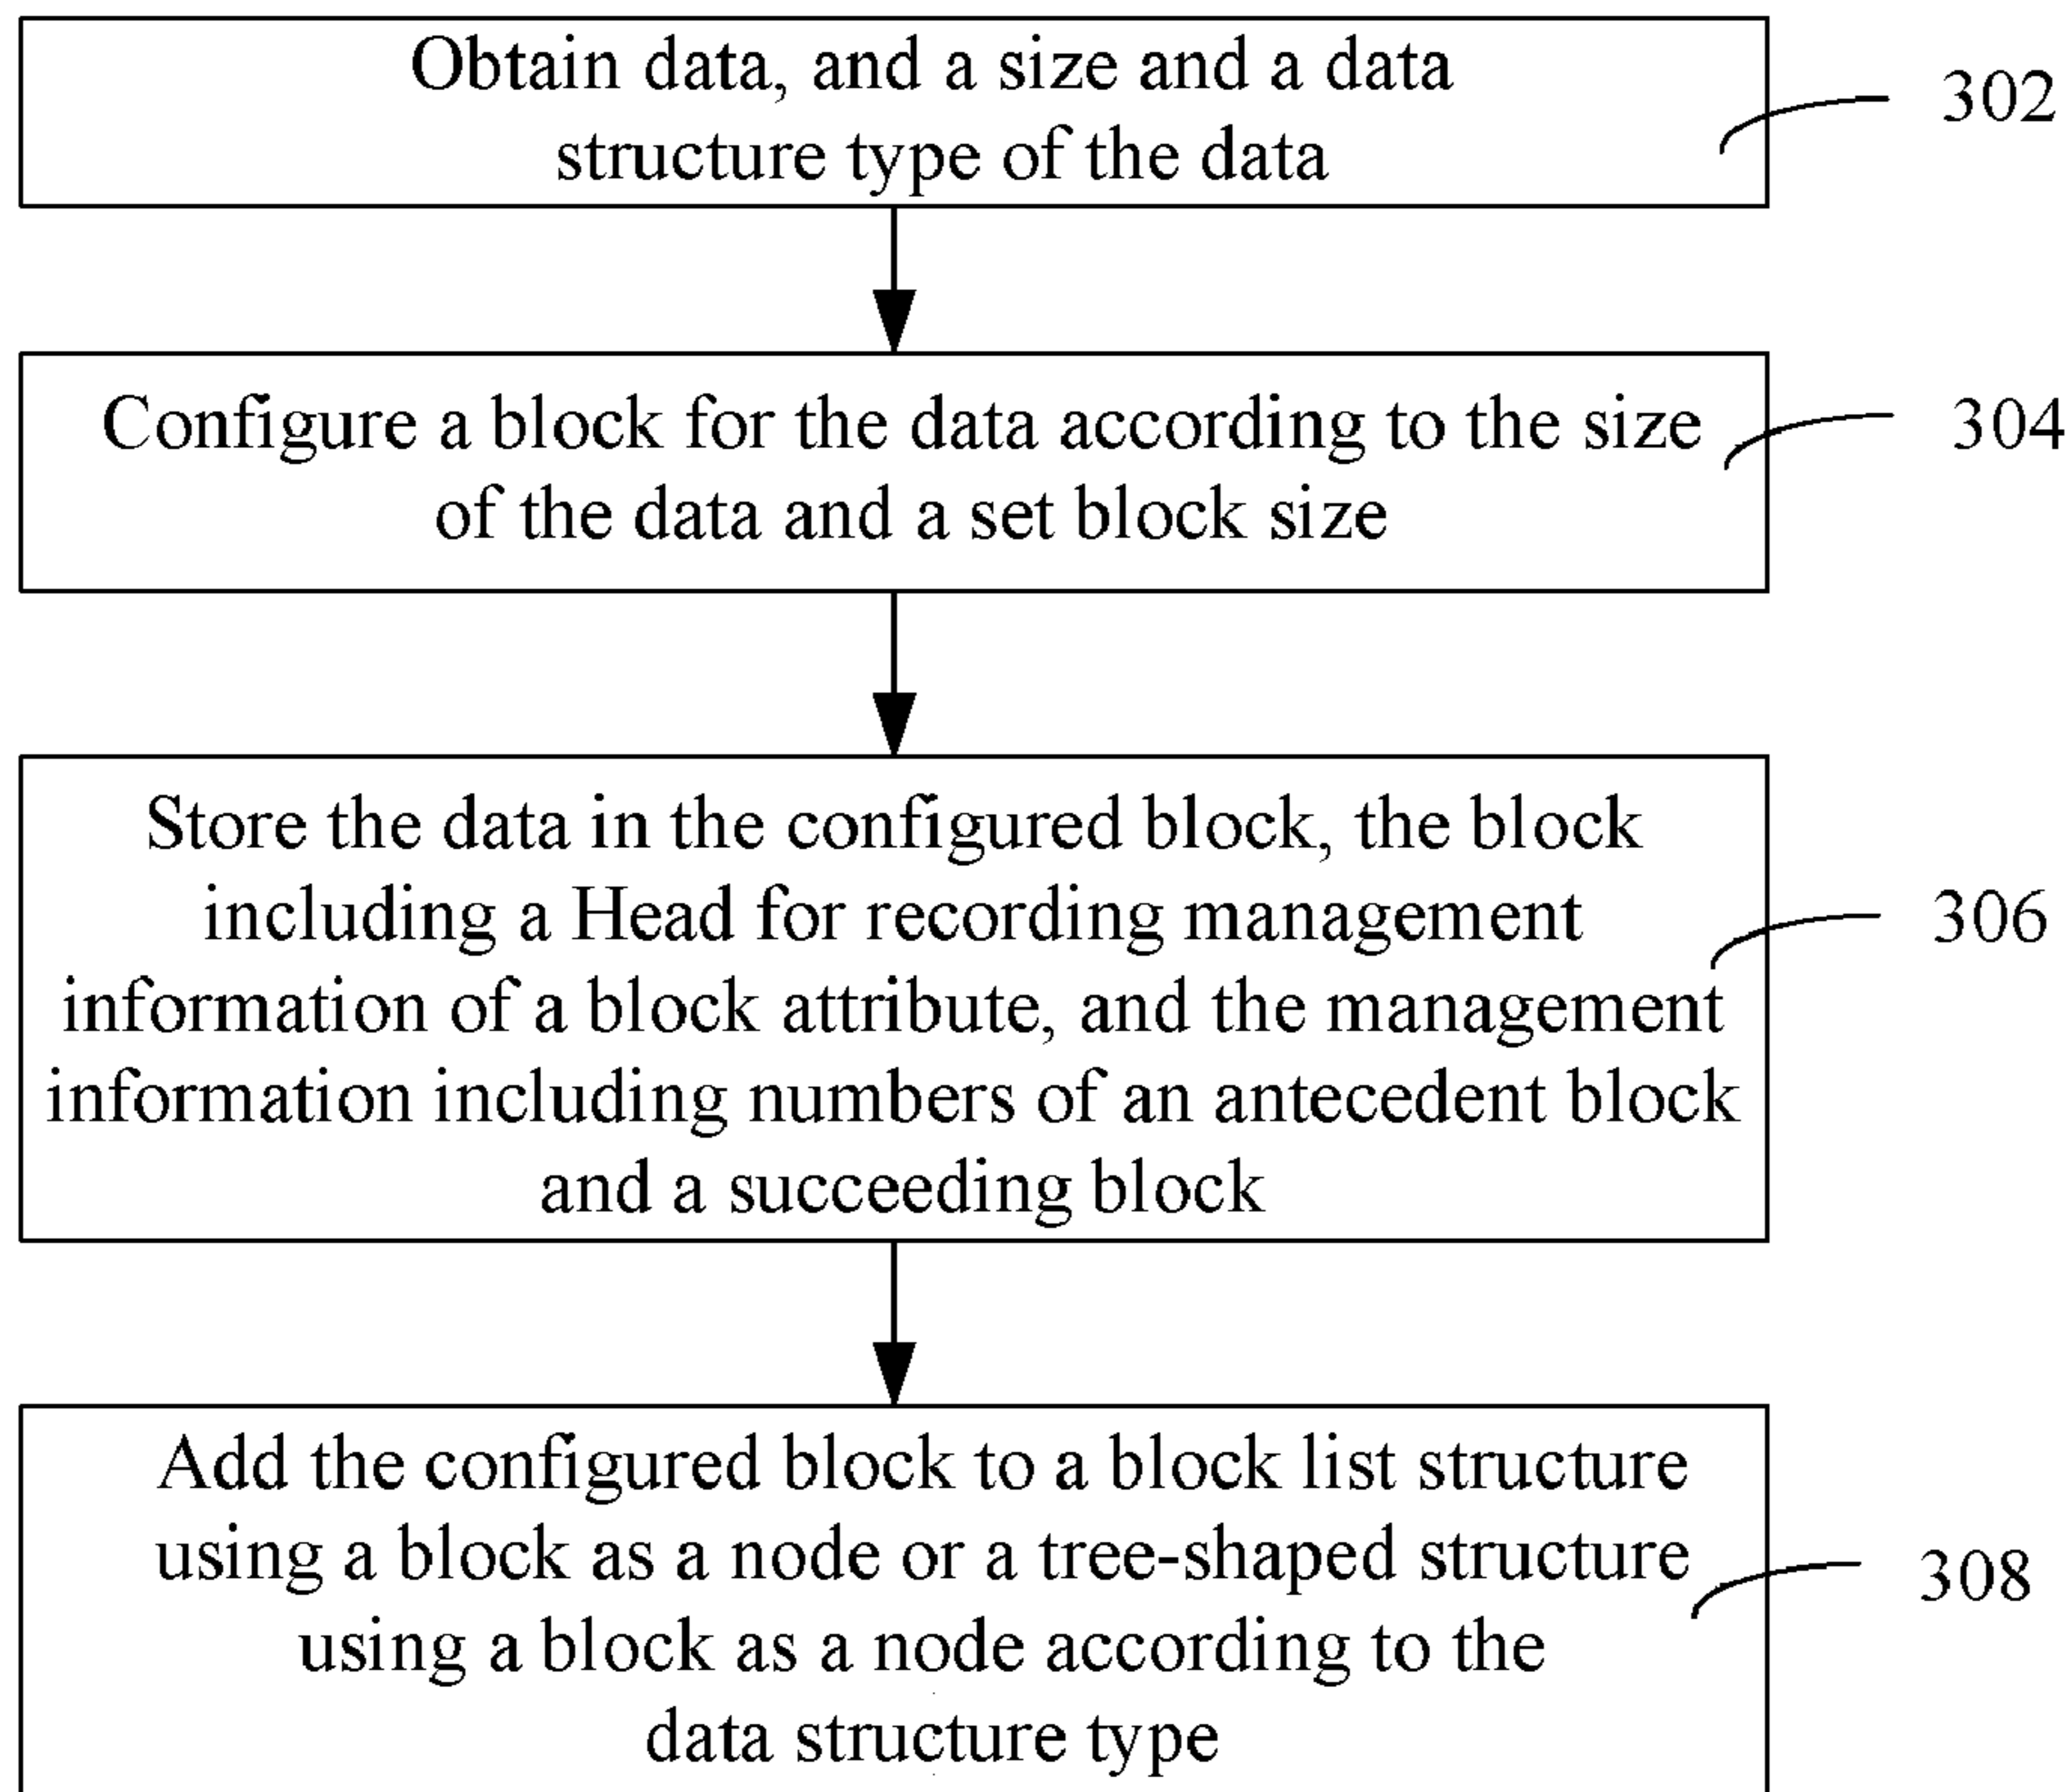 Obtain data, and a size and a data
structure type of the data
302
Configure a block for the data according to the size
of the data and a set block size
304
Store the data in the configured block, the block
including a Head for recording management
information of a block attribute, and the management
information including numbers of an antecedent block
and a succeeding block
306
Add the configured block to a block list structure
using a block as a node or a tree-shaped structure
using a block as a node according to the
data structure type
308